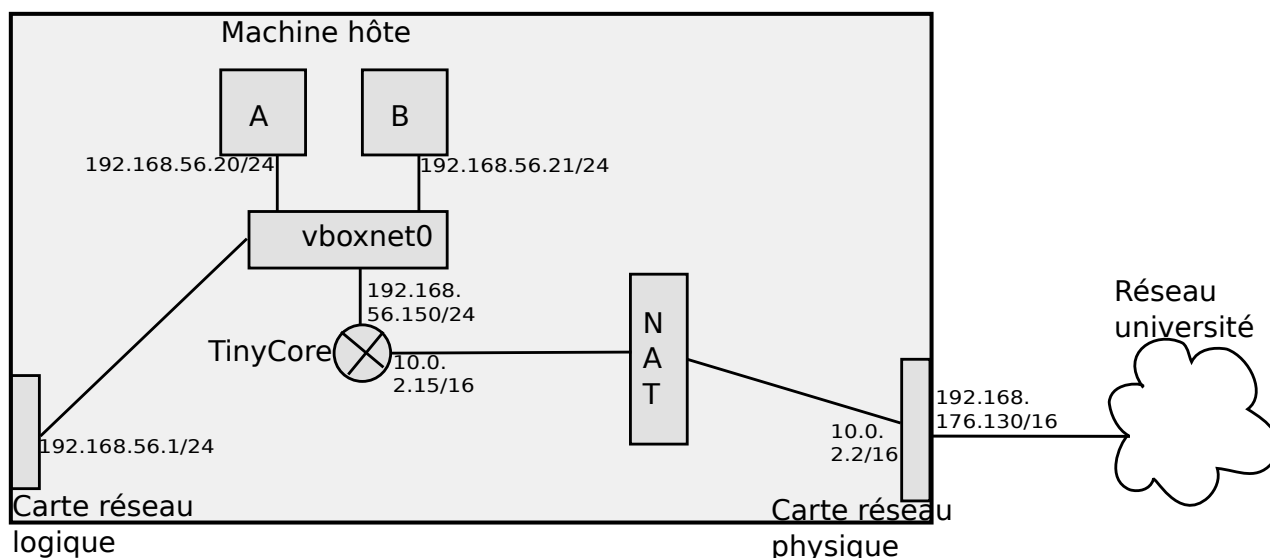 Machine hôte
A
B
192.168.56.20/24
192.168.56.21/24
vboxnet0
192.168.
56.150/24
TinyCore
10.0.
2.15/16
N
A
T
192.168.56.1/24
Carte réseau
logique
10.0.
2.2/16
Carte réseau
physique
192.168.
176.130/16
Réseau
université